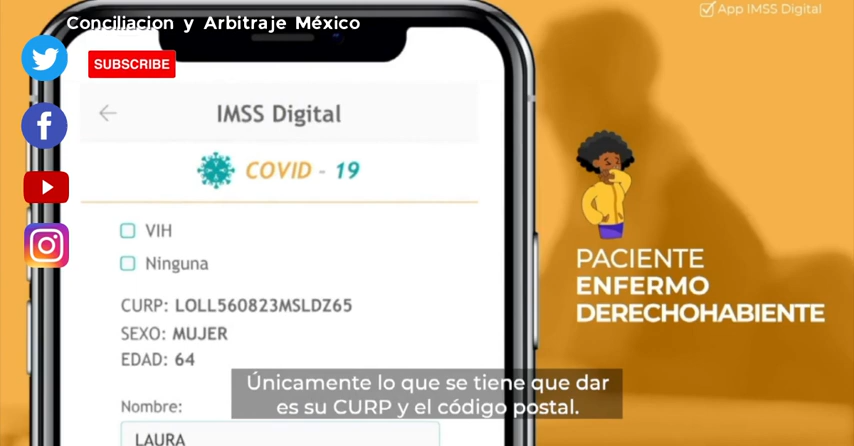 Conciliacion y Arbitraje México
App IMSS Digital
SUBSCRIBE
IMSS Digital
COVID - 19
VIH
Ninguna
CURP: LOLL560823MSLDZ65
SEXO: MUJER
EDAD: 64
Nombre:
LAURA
PACIENTE
ENFERMO
DERECHOHABIENTE
Únicamente lo que se tiene que dar
es su CURP y el código postal.